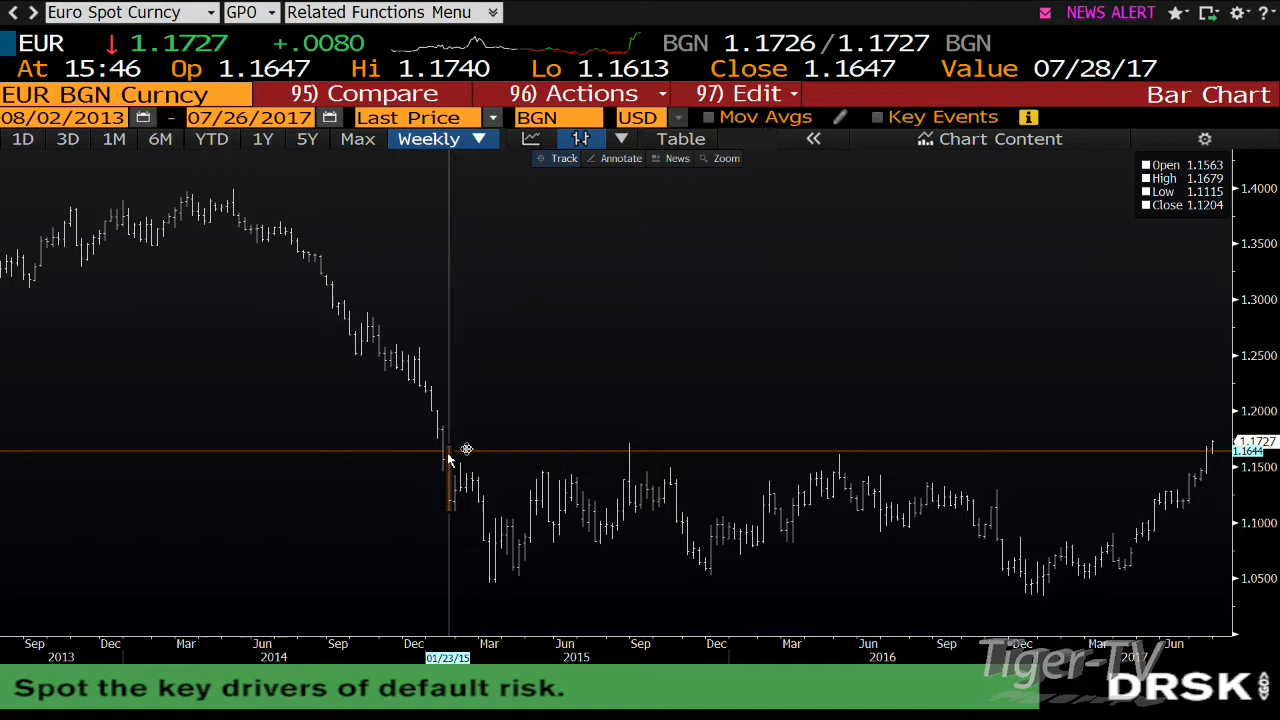 Euro Spot Curncy GPO Related Functions Menu NEWS ALERT
EUR 1.1727 +.0080 BGN 1.1726/1.1727 BGN
At 15:46 Op 1.1647 Hi 1.1740 Lo 1.1613 Close 1.1647 Value 07/28/17
EUR BGN Curncy 95) Compare 96) Actions 97) Edit Bar Chart
08/02/2013 - 07/26/2017 Last Price BGN USD Mov Avgs Key Events
1D 3D 1M 6M YTD 1Y 5Y Max Weekly Table Chart Content
Track Annotate News Zoom
Open 1.1563
High 1.1679
Low 1.1115
Close 1.1204
1.4000
1.3500
1.3000
1.2500
1.2000
1.1727
1.1644
1.1500
1.1000
1.0500
Sep Dec Mar Jun Sep Dec Mar Jun Sep Dec Mar Jun Sep Dec Mar Jun
2013 2014 01/23/15 2015 2016 2017
Tiger-TV
Spot the key drivers of default risk.
DRSK<GO>